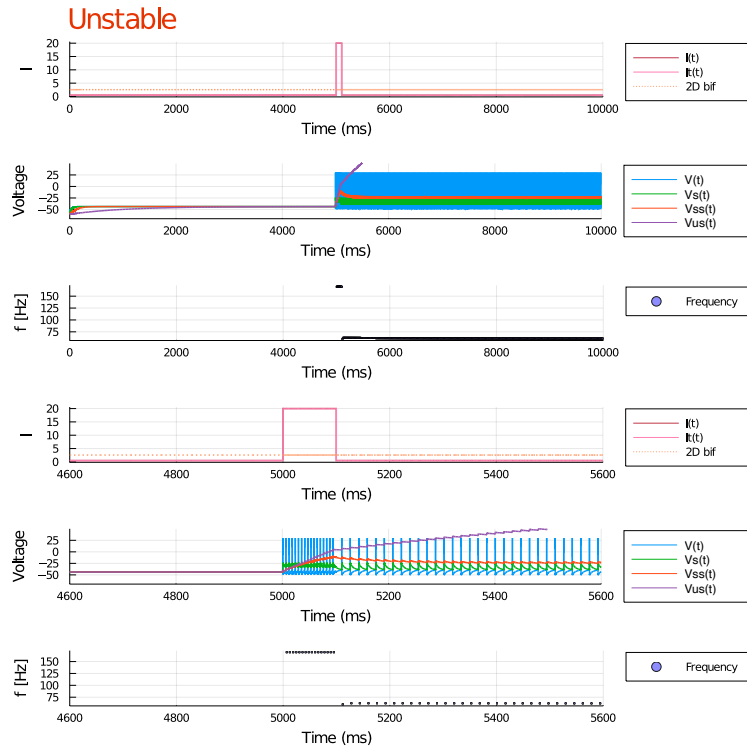 Unstable
20
15
10
5
0
I
0 2000 4000 6000 8000 10000
Time (ms)
I(t)
It(t)
2D bif
25
0
−25
−50
Voltage
0 2000 4000 6000 8000 10000
Time (ms)
V(t)
Vs(t)
Vss(t)
Vus(t)
150
125
100
75
f [Hz]
0 2000 4000 6000 8000 10000
Time (ms)
Frequency
20
15
10
5
0
I
4600 4800 5000 5200 5400 5600
Time (ms)
I(t)
It(t)
2D bif
25
0
−25
−50
Voltage
4600 4800 5000 5200 5400 5600
Time (ms)
V(t)
Vs(t)
Vss(t)
Vus(t)
150
125
100
75
f [Hz]
4600 4800 5000 5200 5400 5600
Time (ms)
Frequency